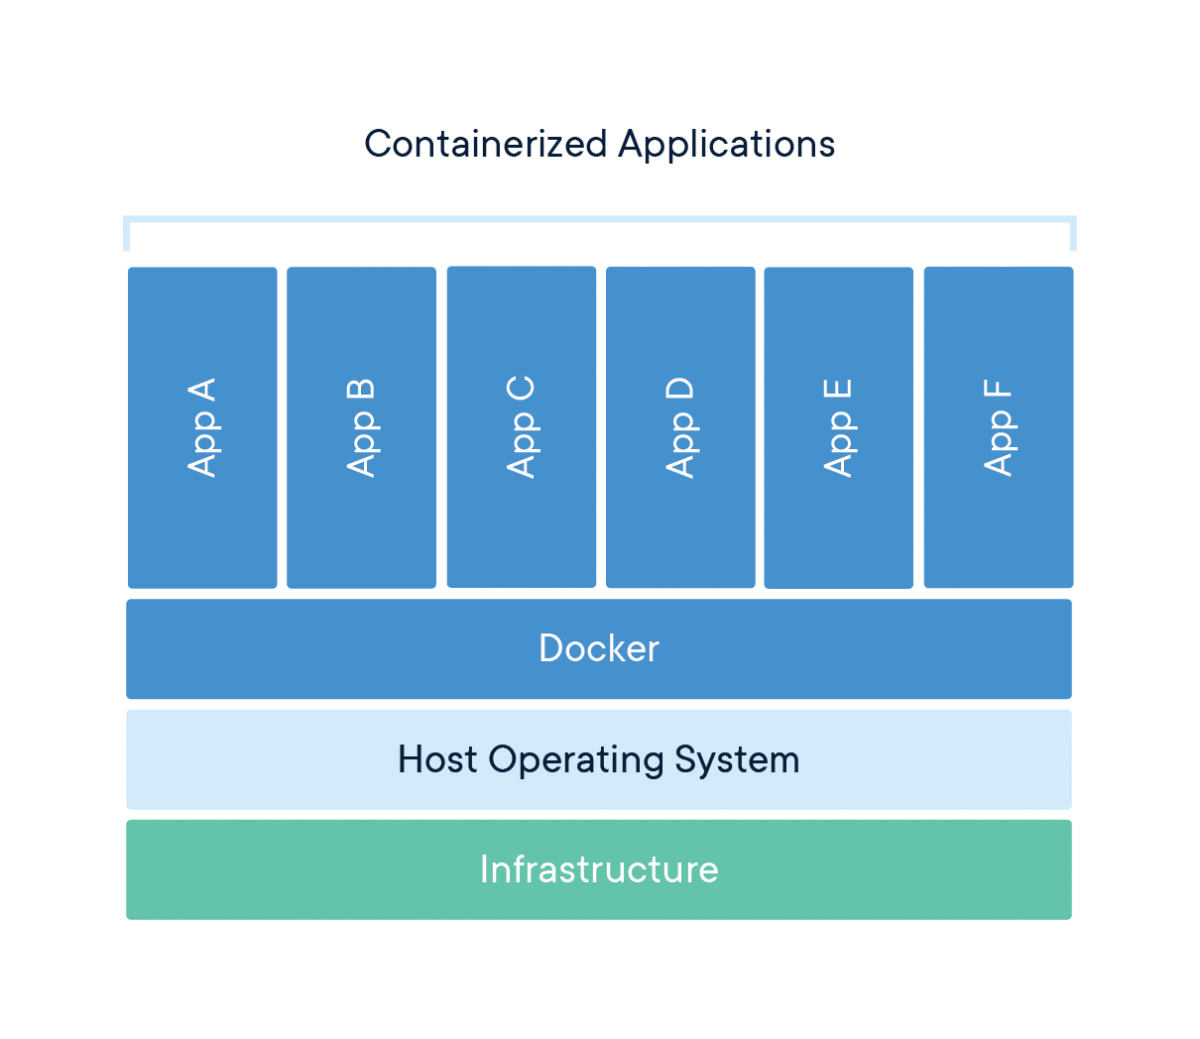 Containerized Applications
App A
App B
App C
App D
App E
App F
Docker
Host Operating System
Infrastructure